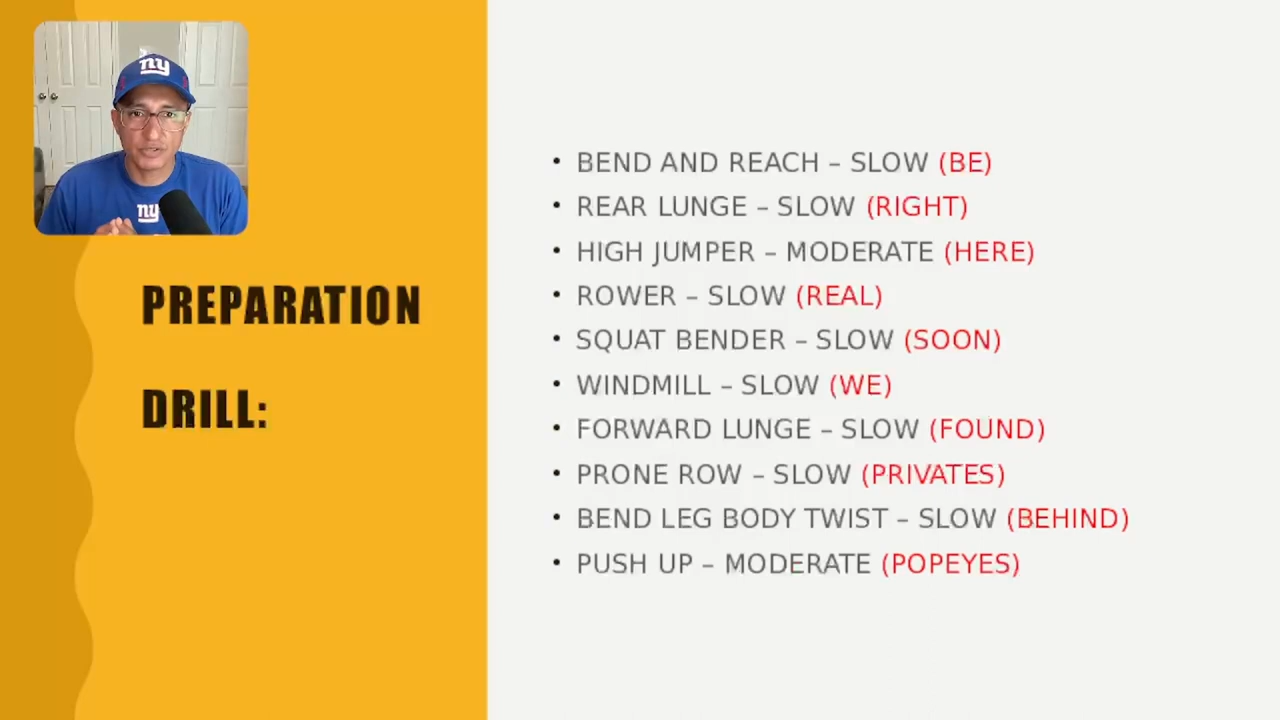 ny
ny
PREPARATION
DRILL:
• BEND AND REACH – SLOW (BE)
• REAR LUNGE – SLOW (RIGHT)
• HIGH JUMPER – MODERATE (HERE)
• ROWER – SLOW (REAL)
• SQUAT BENDER – SLOW (SOON)
• WINDMILL – SLOW (WE)
• FORWARD LUNGE – SLOW (FOUND)
• PRONE ROW – SLOW (PRIVATES)
• BEND LEG BODY TWIST – SLOW (BEHIND)
• PUSH UP – MODERATE (POPEYES)